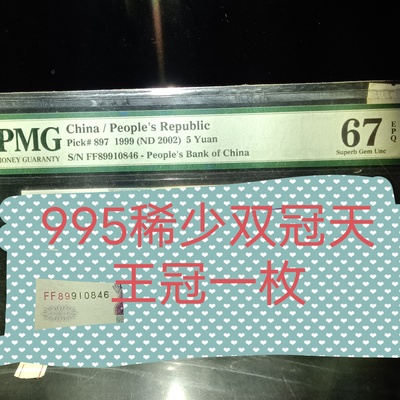 China / People's Republic
Pick# 897 1999 (ND 2002) 5 Yuan
S/N FF89910846 - People's Bank of China
PMG
MONEY GUARANTY
67
EPQ
Superb Gem Unc
995稀少双冠天
王冠一枚
FF89910846